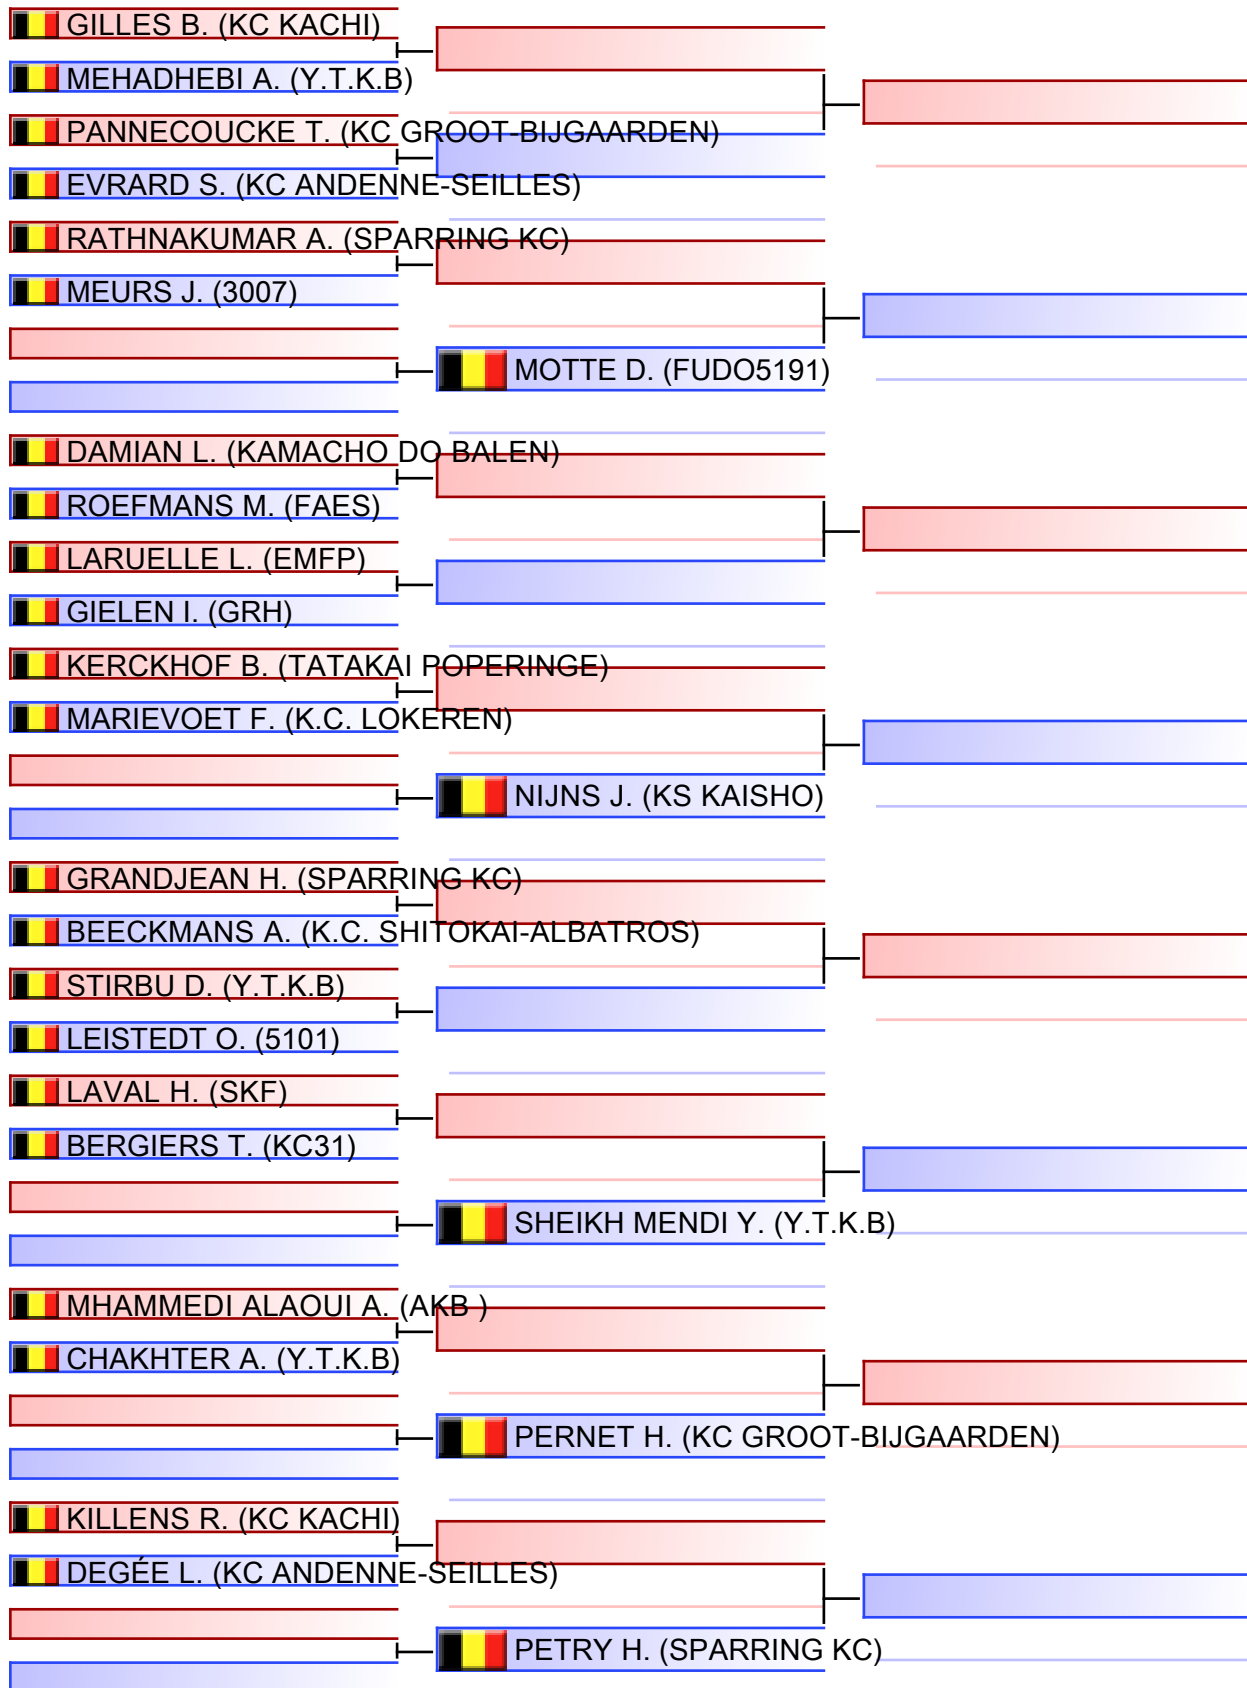 GILLES B. (KC KACHI)
MEHADHEBI A. (Y.T.K.B)
PANNECOUCKE T. (KC GROOT-BIJGAARDEN)
EVRARD S. (KC ANDENNE-SEILLES)
RATHNAKUMAR A. (SPARRING KC)
MEURS J. (3007)
MOTTE D. (FUDO5191)
DAMIAN L. (KAMACHO DO BALEN)
ROEFMANS M. (FAES)
LARUELLE L. (EMFP)
GIELEN I. (GRH)
KERCKHOF B. (TATAKAI POPERINGE)
MARIEVOET F. (K.C. LOKEREN)
NIJNS J. (KS KAISHO)
GRANDJEAN H. (SPARRING KC)
BEECKMANS A. (K.C. SHITOKAI-ALBATROS)
STIRBU D. (Y.T.K.B)
LEISTEDT O. (5101)
LAVAL H. (SKF)
BERGIERS T. (KC31)
SHEIKH MENDI Y. (Y.T.K.B)
MHAMMEDI ALAOUI A. (AKB )
CHAKHTER A. (Y.T.K.B)
PERNET H. (KC GROOT-BIJGAARDEN)
KILLENS R. (KC KACHI)
DEGÉE L. (KC ANDENNE-SEILLES)
PETRY H. (SPARRING KC)